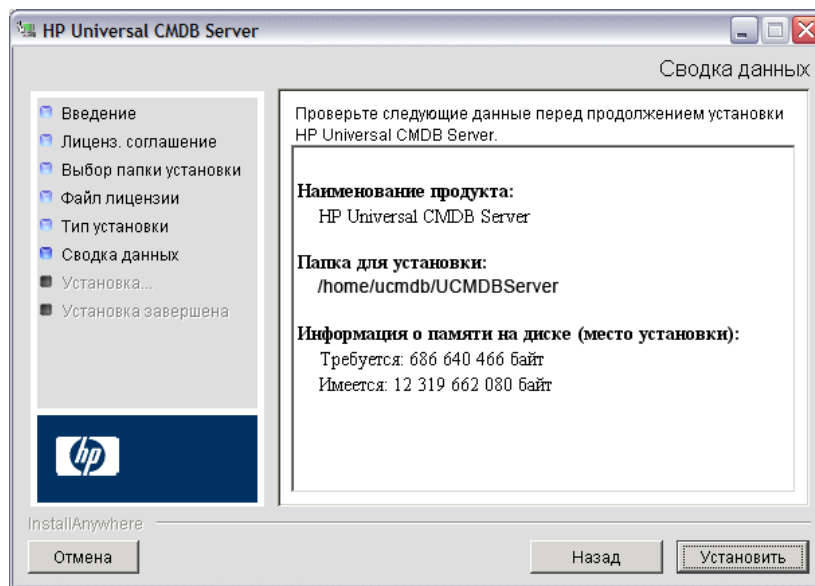 HP Universal CMDB Server
Сводка данных
Введение
Лиценз. соглашение
Выбор папки установки
Файл лицензии
Тип установки
Сводка данных
Установка...
Установка завершена
Проверьте следующие данные перед продолжением установки
HP Universal CMDB Server.
Наименование продукта:
HP Universal CMDB Server
Папка для установки:
/home/ucmdb/UCMDBServer
Информация о памяти на диске (место установки):
Требуется: 686 640 466 байт
Имеется: 12 319 662 080 байт
hp
InstallAnywhere
Отмена
Назад
Установить